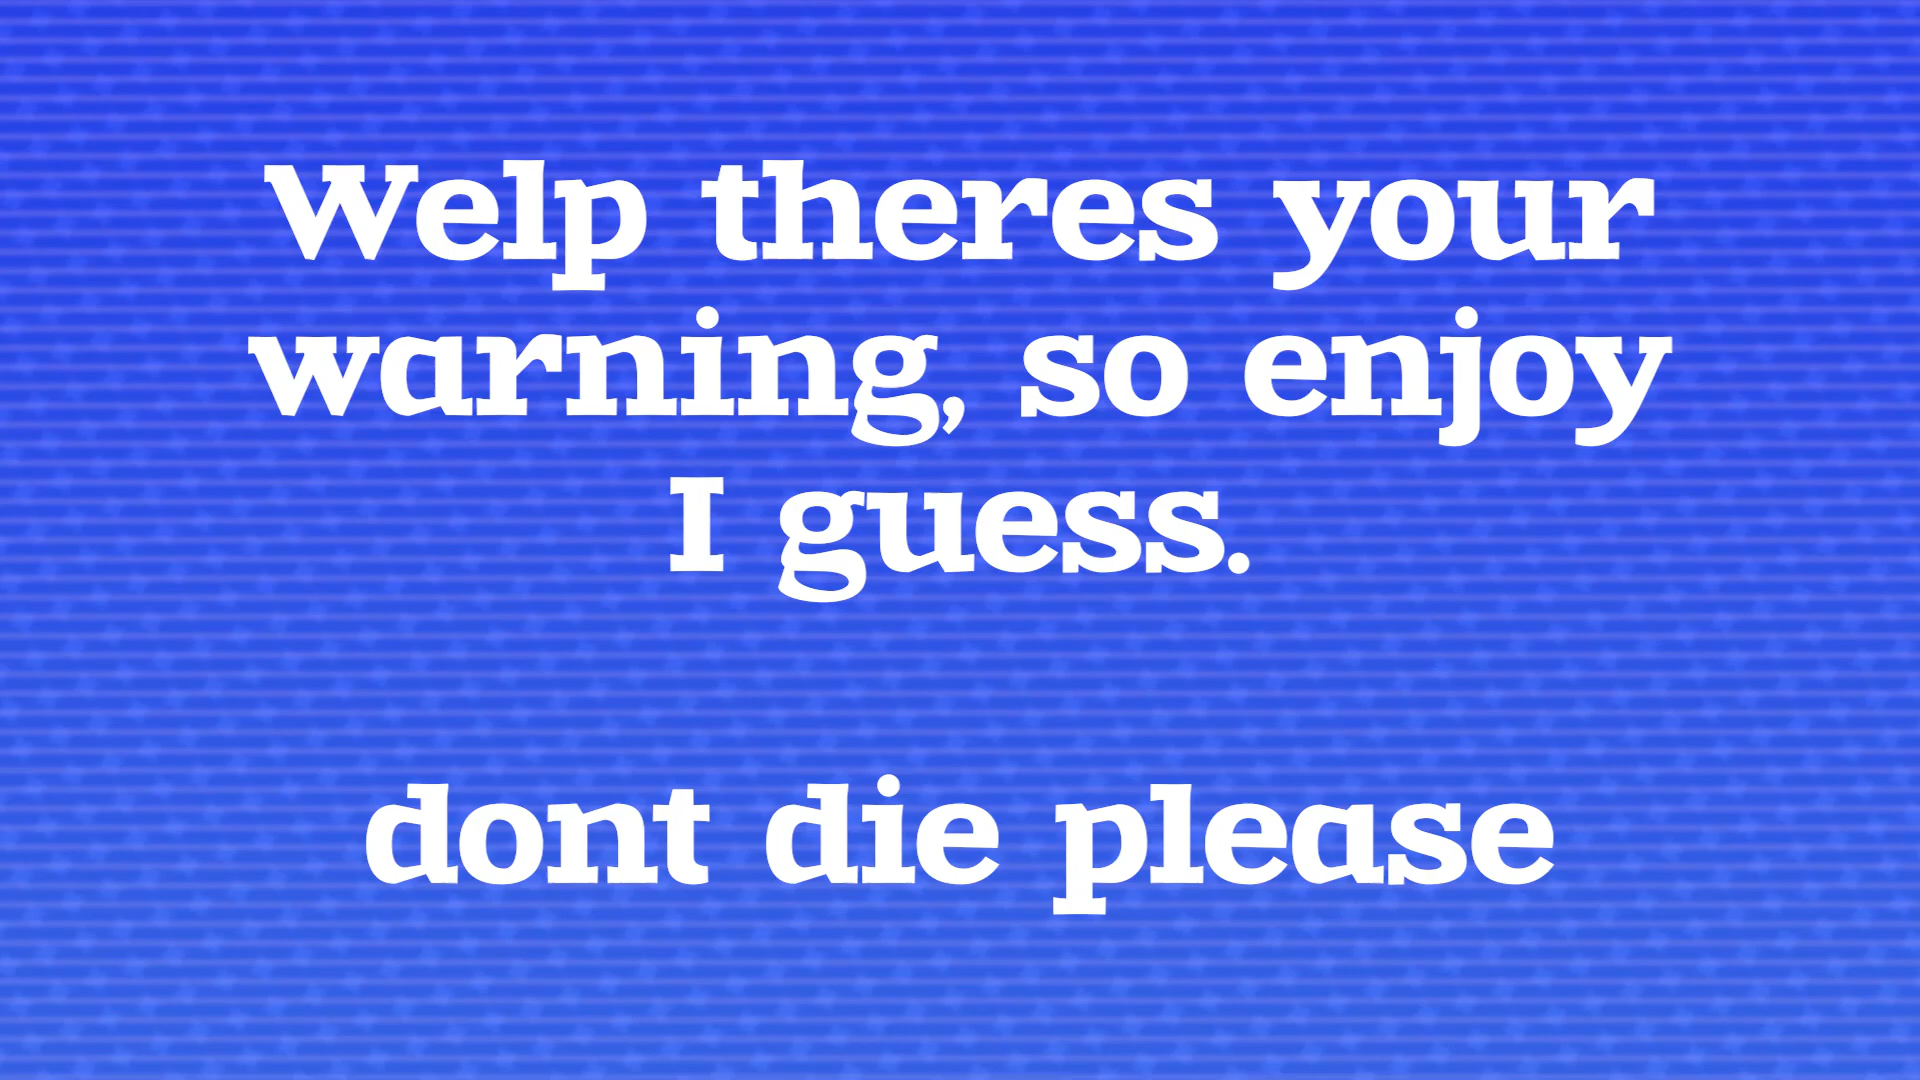 Welp theres your
warning, so enjoy
I guess.
dont die please